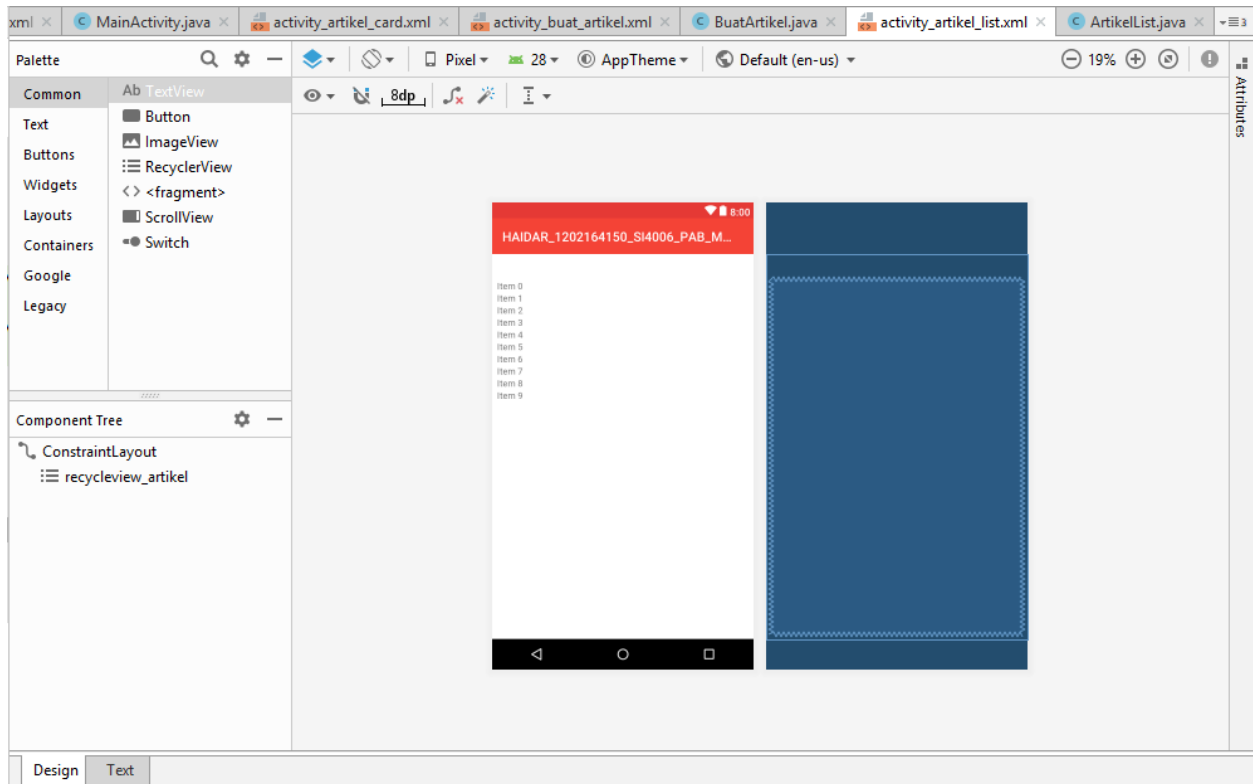 xml MainActivity.java activity_artikel_card.xml activity_buat_artikel.xml BuatArtikel.java activity_artikel_list.xml ArtikelList.java 3
Palette
Pixel 28 AppTheme Default (en-us) 19%
8dp
Attributes
Common
Text
Buttons
Widgets
Layouts
Containers
Google
Legacy
Ab TextView
Button
ImageView
RecyclerView
<fragment>
ScrollView
Switch
Component Tree
ConstraintLayout
recycleview_artikel
8:00
HAIDAR_1202164150_SI4006_PAB_M...
Item 0
Item 1
Item 2
Item 3
Item 4
Item 5
Item 6
Item 7
Item 8
Item 9
Design Text